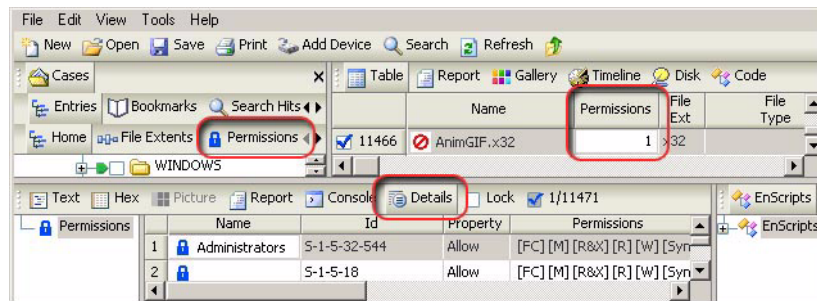 File Edit View Tools Help
New Open Save Print Add Device Search Refresh
Cases
Table Report Gallery Timeline Disk Code
Entries Bookmarks Search Hits
Name Permissions File Ext File Type
Home File Extents Permissions
11466 AnimGIF.x32 1 x32
WINDOWS
Text Hex Picture Report Console Details Lock 1/11471
EnScripts
Permissions
Name Id Property Permissions
EnScripts
1 Administrators S-1-5-32-544 Allow [FC] [M] [R&X] [R] [W] [Syn
2 S-1-5-18 Allow [FC] [M] [R&X] [R] [W] [Syn